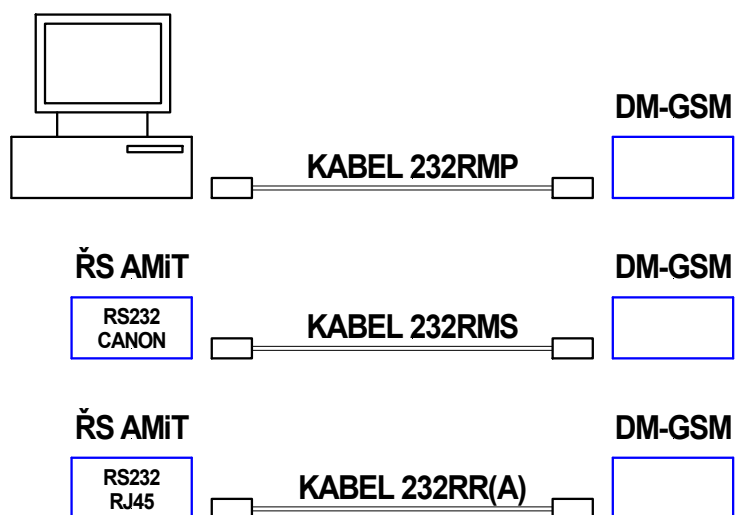 DM-GSM
KABEL 232RMP
ŘS AMiT
DM-GSM
RS232
CANON
KABEL 232RMS
ŘS AMiT
DM-GSM
RS232
RJ45
KABEL 232RR(A)